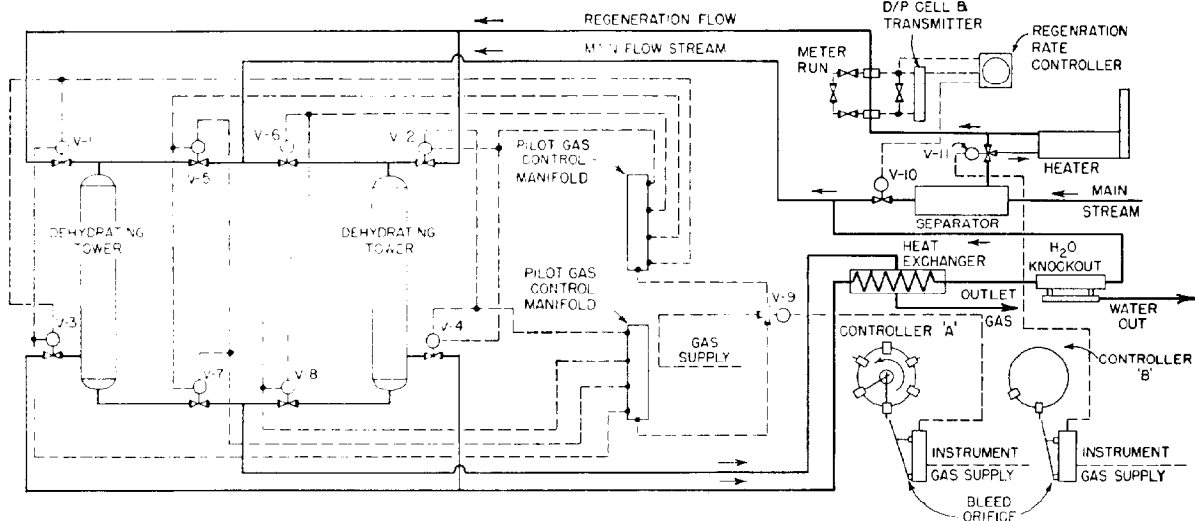 REGENERATION FLOW
MAIN FLOW STREAM
D/P CELL &
TRANSMITTER
METER
RUN
REGENRATION
RATE
CONTROLLER
V-1
V-5
V-6
V-2
PILOT GAS
CONTROL -
MANIFOLD
V-11
HEATER
V-10
SEPARATOR
MAIN
STREAM
DEHYDRATING
TOWER
DEHYDRATING
TOWER
HEAT
EXCHANGER
H2O
KNOCKOUT
PILOT GAS
CONTROL
MANIFOLD
V-9
OUTLET
GAS
WATER
OUT
V-3
V-4
GAS
SUPPLY
CONTROLLER 'A'
CONTROLLER
'B'
V-7
V-8
INSTRUMENT
GAS SUPPLY
INSTRUMENT
GAS SUPPLY
BLEED
ORIFICE